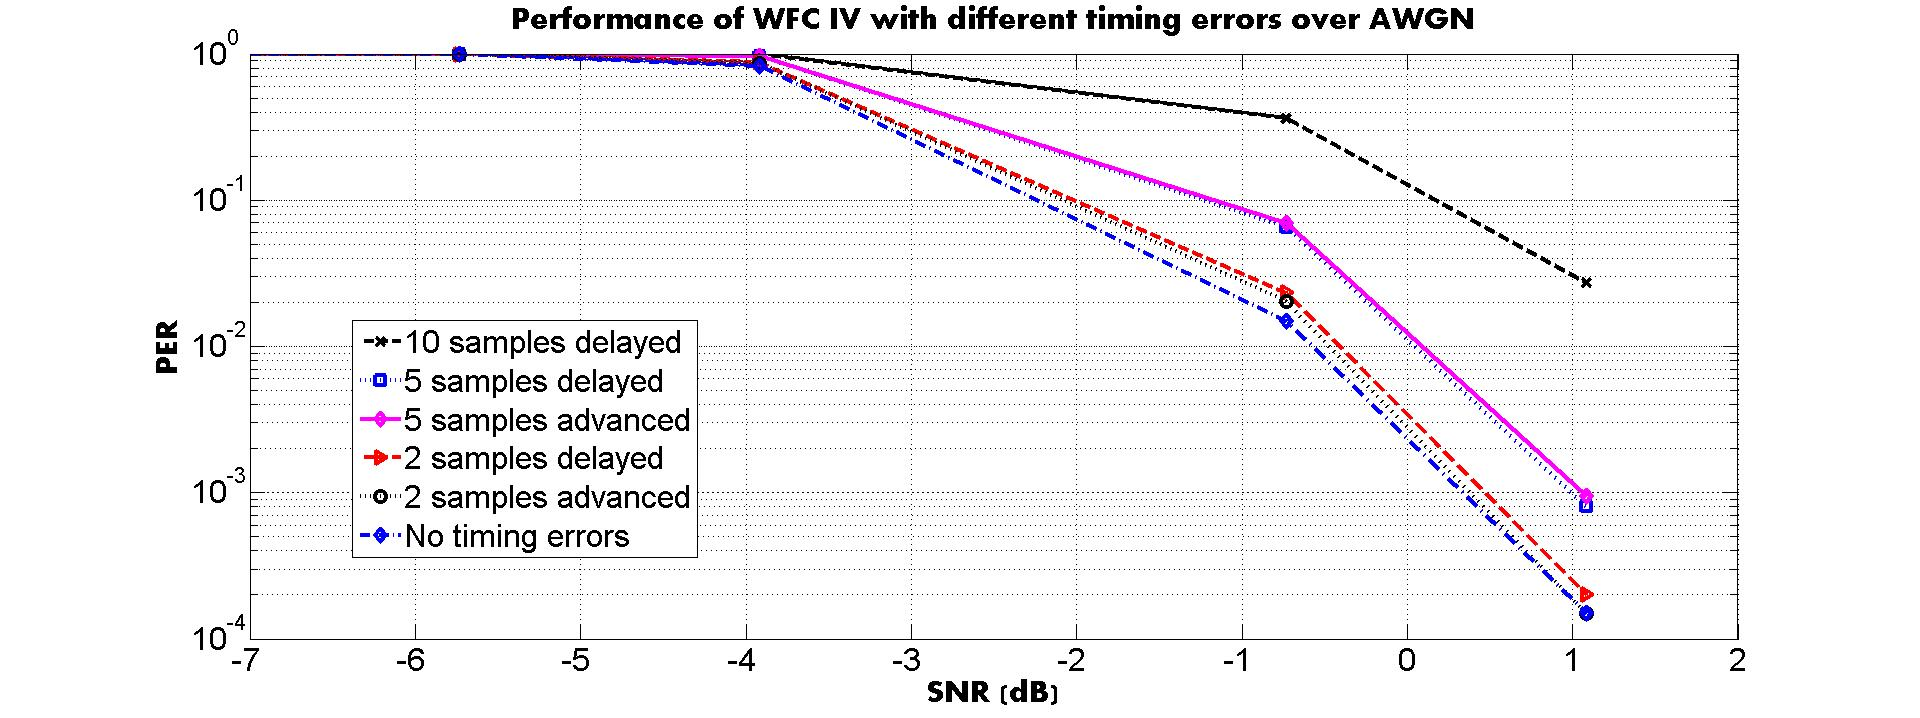 Performance of WFC IV with different timing errors over AWGN
10^0
10^-1
10^-2
10^-3
10^-4
PER
10 samples delayed
5 samples delayed
5 samples advanced
2 samples delayed
2 samples advanced
No timing errors
-7 -6 -5 -4 -3 -2 -1 0 1 2
SNR (dB)